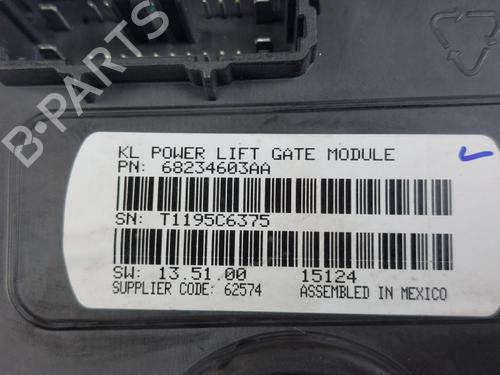 KL POWER LIFT GATE MODULE
PN: 68234603AA
SN: T1195C6375
SW: 13.51.00 15124
SUPPLIER CODE: 62574 ASSEMBLED IN MEXICO
B-PARTS